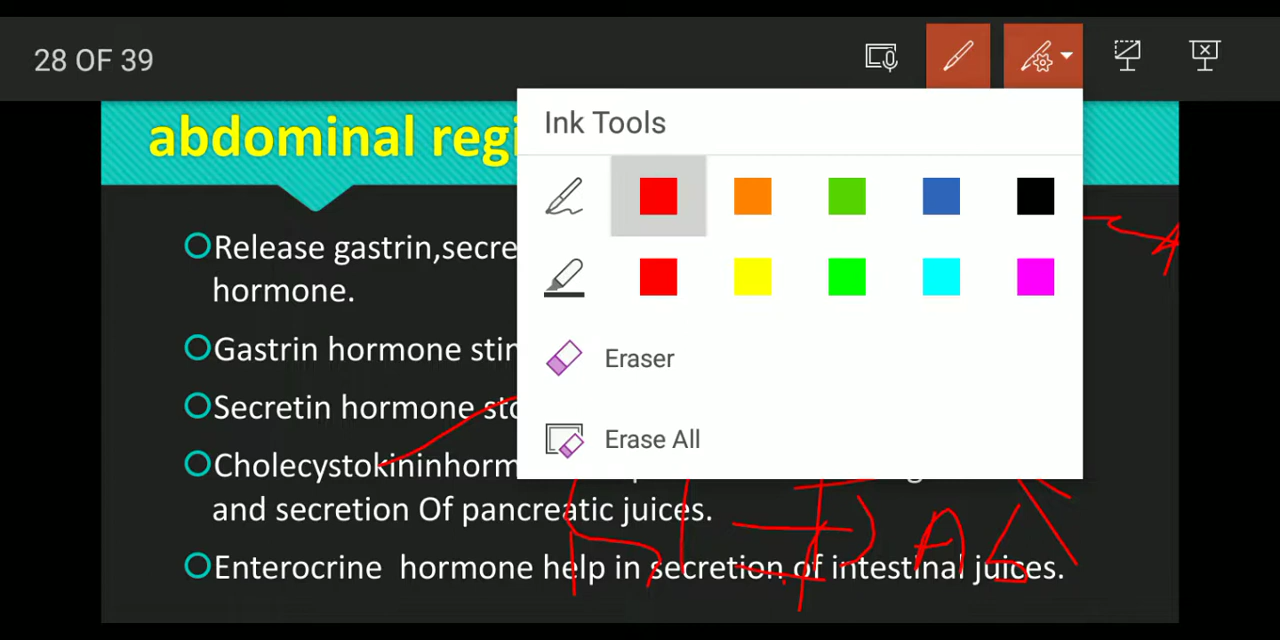 28 OF 39
Ink Tools
abdominal regi
Release gastrin,secre
hormone.
Gastrin hormone stin
Eraser
Secretin hormone sto
Erase All
Cholecystokininhorm
and secretion Of pancreatic juices.
Enterocrine hormone help in secretion of intestinal juices.